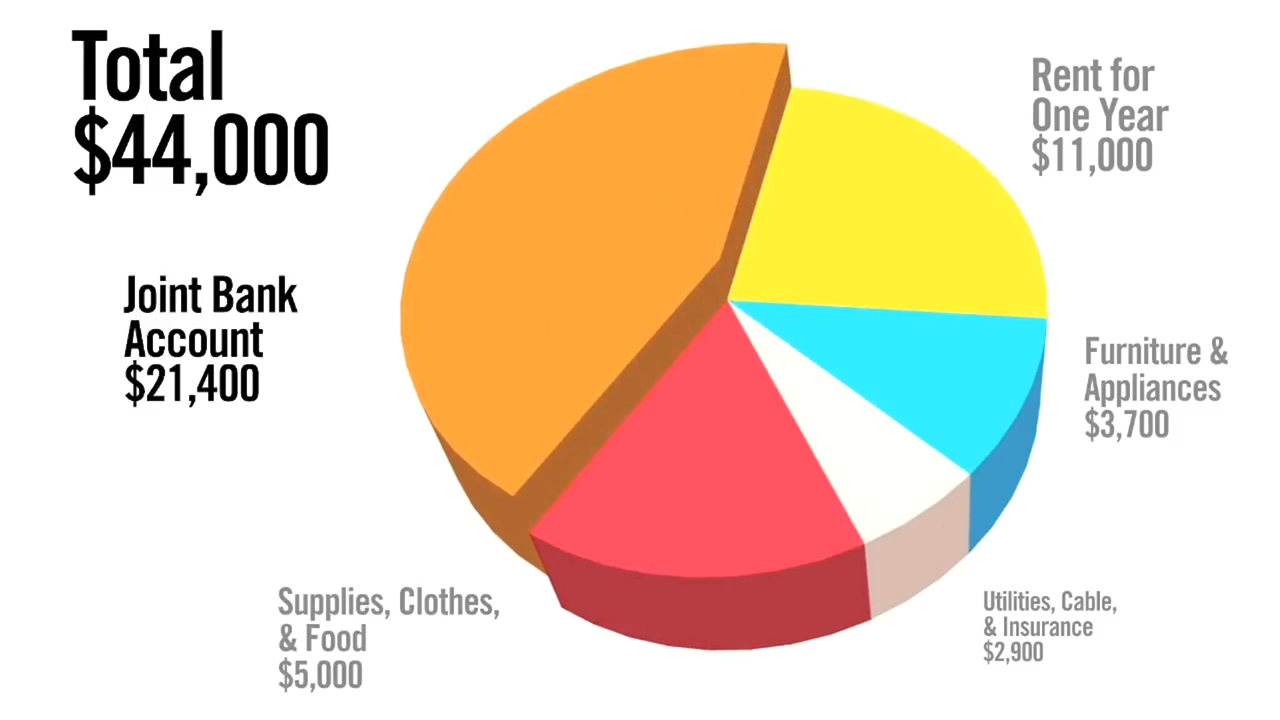 Total
$44,000
Rent for
One Year
$11,000
Joint Bank
Account
$21,400
Furniture &
Appliances
$3,700
Supplies, Clothes,
& Food
$5,000
Utilities, Cable,
& Insurance
$2,900